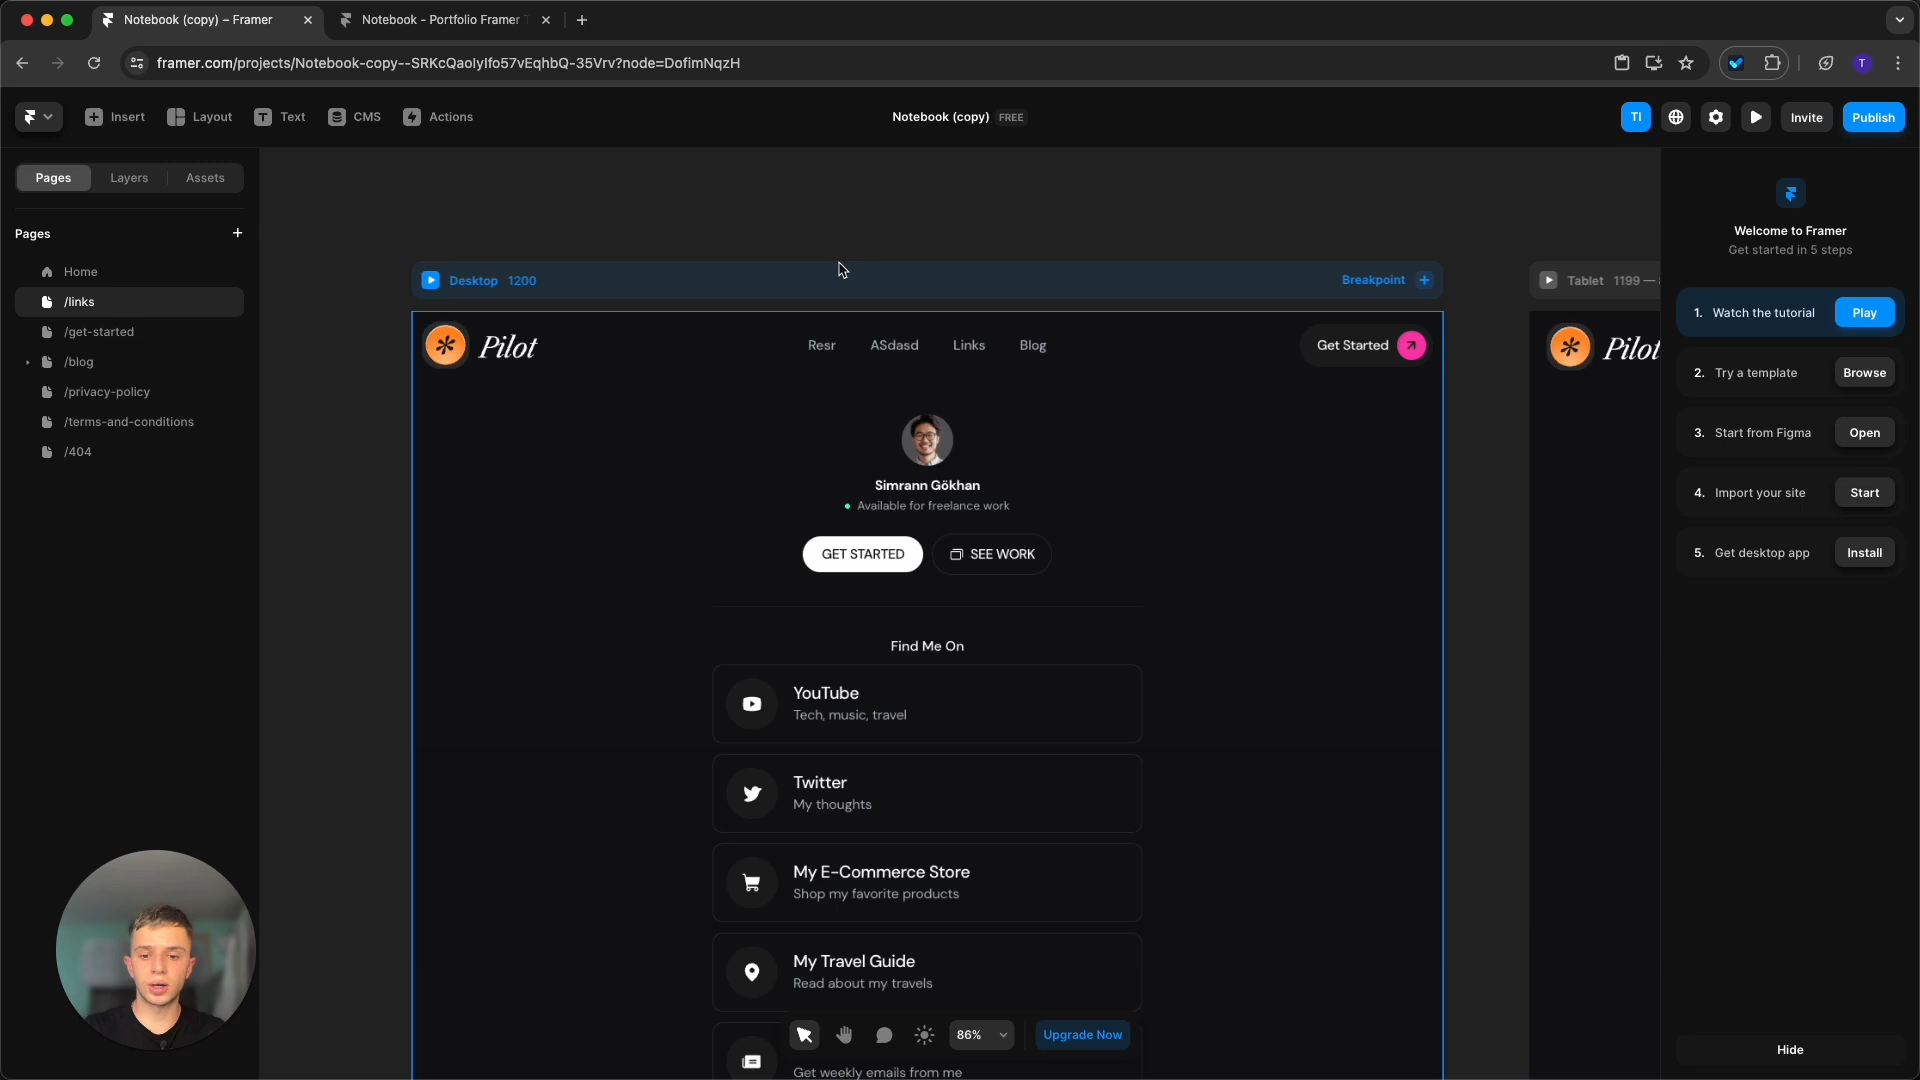 Notebook (copy) – Framer
Notebook - Portfolio Framer
framer.com/projects/Notebook-copy--SRKcQaolyIfo57vEqhbQ-35Vrv?node=DofimNqzH
T
Insert
Layout
Text
CMS
Actions
Notebook (copy) FREE
TI
Invite
Publish
Pages
Layers
Assets
Pages
Home
/links
/get-started
/blog
/privacy-policy
/terms-and-conditions
/404
Desktop 1200
Breakpoint
Tablet 1199 —
Pilot
Resr
ASdasd
Links
Blog
Get Started
Pilot
Simrann Gökhan
Available for freelance work
GET STARTED
SEE WORK
Find Me On
YouTube
Tech, music, travel
Twitter
My thoughts
My E-Commerce Store
Shop my favorite products
My Travel Guide
Read about my travels
Get weekly emails from me
86%
Upgrade Now
Welcome to Framer
Get started in 5 steps
1. Watch the tutorial Play
2. Try a template Browse
3. Start from Figma Open
4. Import your site Start
5. Get desktop app Install
Hide